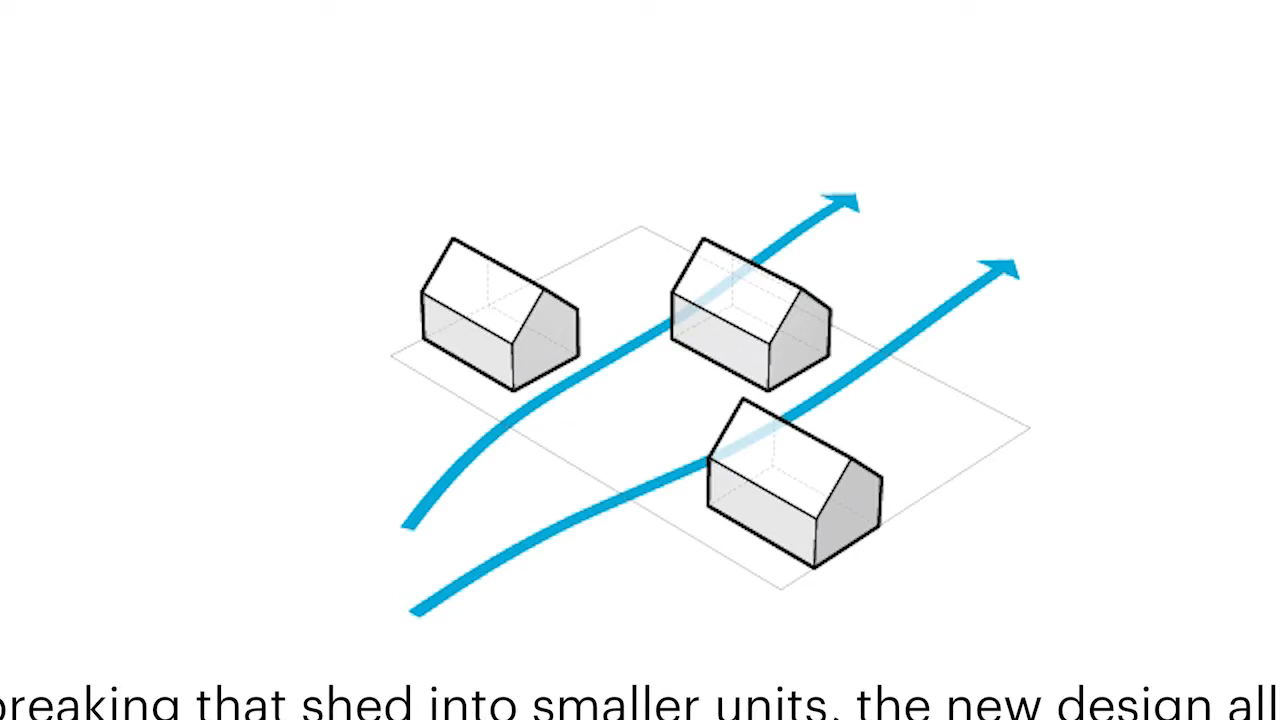 breaking that shed into smaller units, the new design all